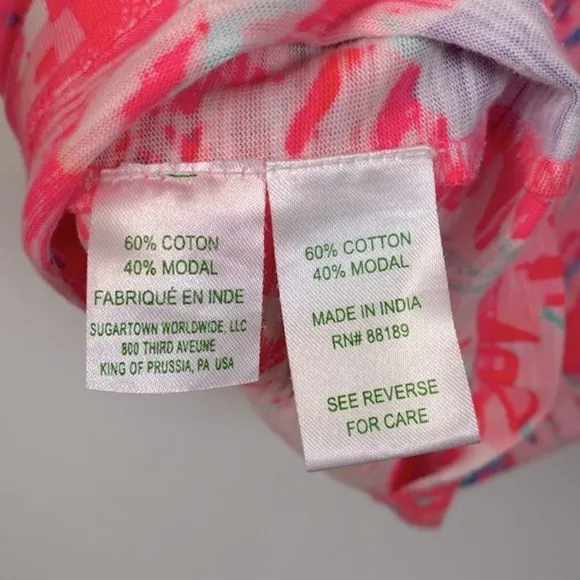 60% COTON
40% MODAL
FABRIQUÉ EN INDE
SUGARTOWN WORLDWIDE, LLC
800 THIRD AVEUNE
KING OF PRUSSIA, PA USA
60% COTTON
40% MODAL
MADE IN INDIA
RN# 88189
SEE REVERSE
FOR CARE